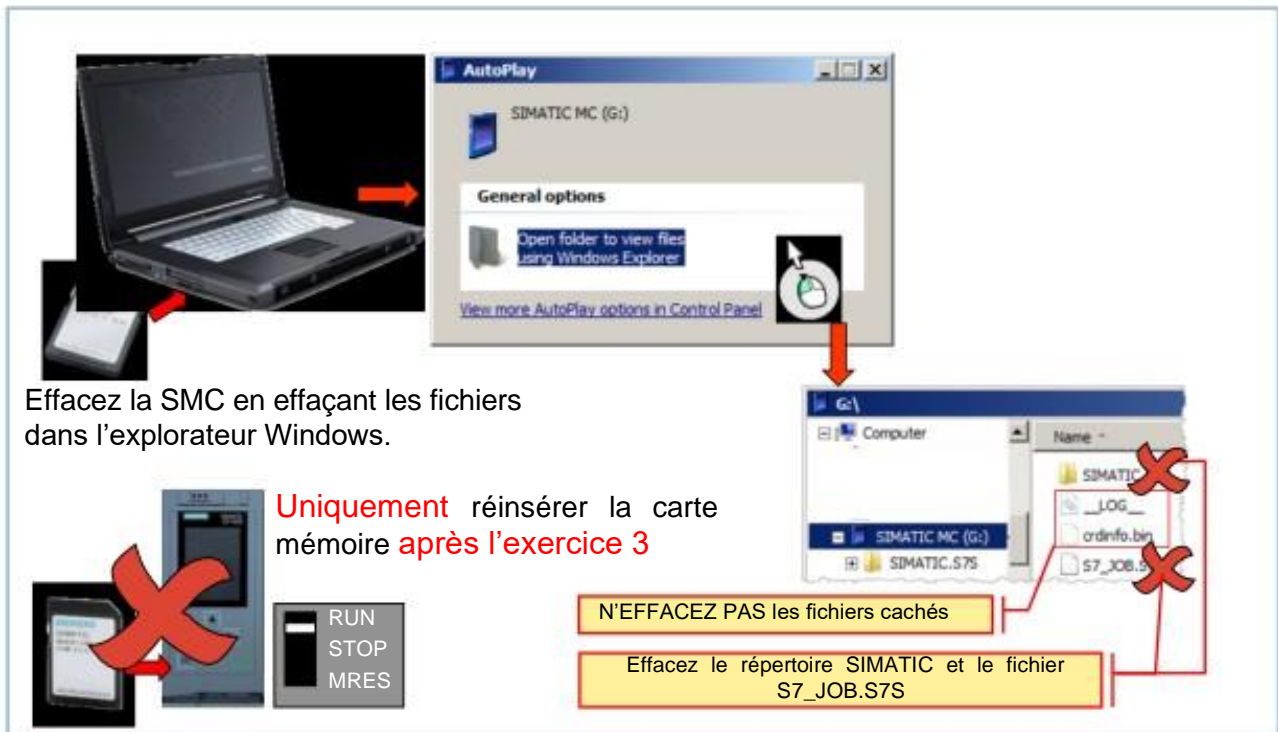 AutoPlay
SIMATIC MC (G:)
General options
Open folder to view files
using Windows Explorer
View more AutoPlay options in Control Panel
Effacez la SMC en effaçant les fichiers
dans l’explorateur Windows.
G:\
Computer
Name
SIMATIC
__LOG__
crdinfo.bin
SIMATIC MC (G:)
SIMATIC.S7S
S7_JOB.S
Uniquement réinsérer la carte
mémoire après l’exercice 3
RUN
STOP
MRES
N’EFFACEZ PAS les fichiers cachés
Effacez le répertoire SIMATIC et le fichier
S7_JOB.S7S